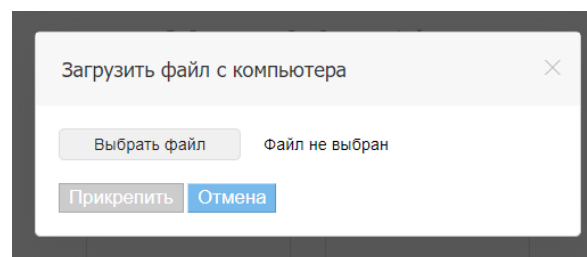 Загрузить файл с компьютера
Выбрать файл Файл не выбран
Прикрепить Отмена